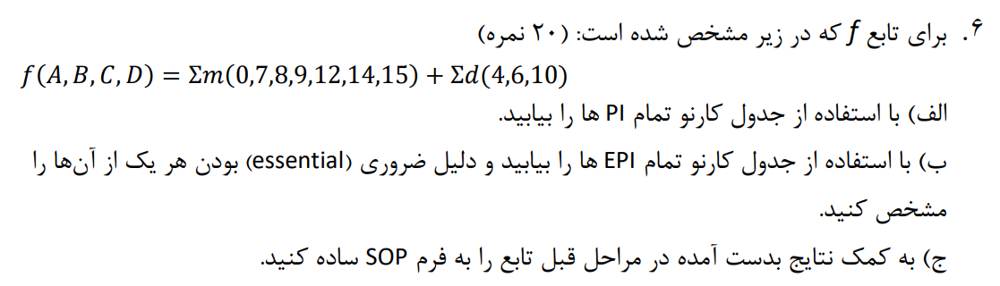 ۶. برای تابع f که در زیر مشخص شده است: (۲۰ نمره)
f(A,B,C,D) = Σm(0,7,8,9,12,14,15) + Σd(4,6,10)
الف) با استفاده از جدول کارنو تمام PI ها را بیابید.
ب) با استفاده از جدول کارنو تمام EPI ها را بیابید و دلیل ضروری (essential) بودن هر یک از آن‌ها را
مشخص کنید.
ج) به کمک نتایج بدست آمده در مراحل قبل تابع را به فرم SOP ساده کنید.